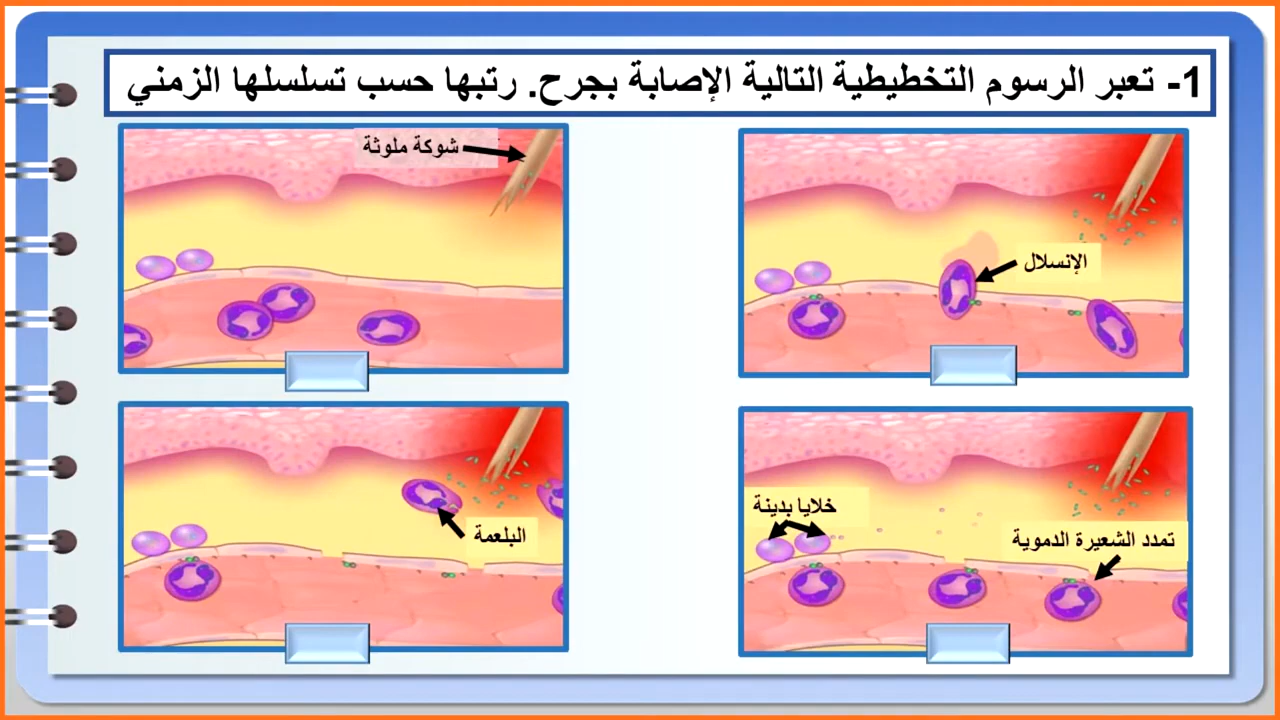 1- تعبر الرسوم التخطيطية التالية الإصابة بجرح. رتبها حسب تسلسلها الزمني
شوكة ملوثة
الإنسلال
خلايا بدينة
تمدد الشعيرة الدموية
البلعمة